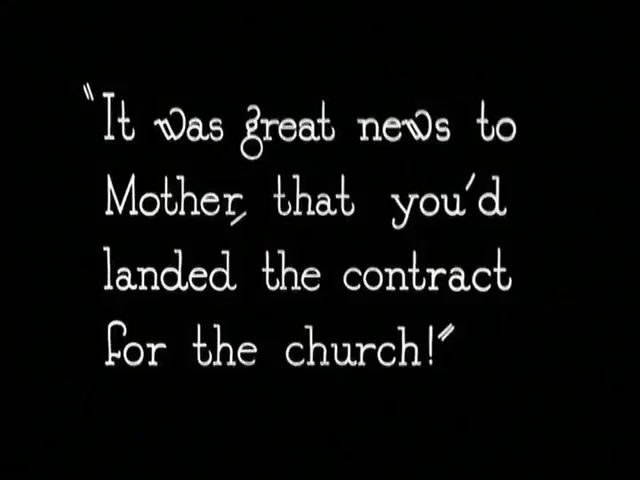 "It was great news to
Mother, that you'd
landed the contract
for the church!"